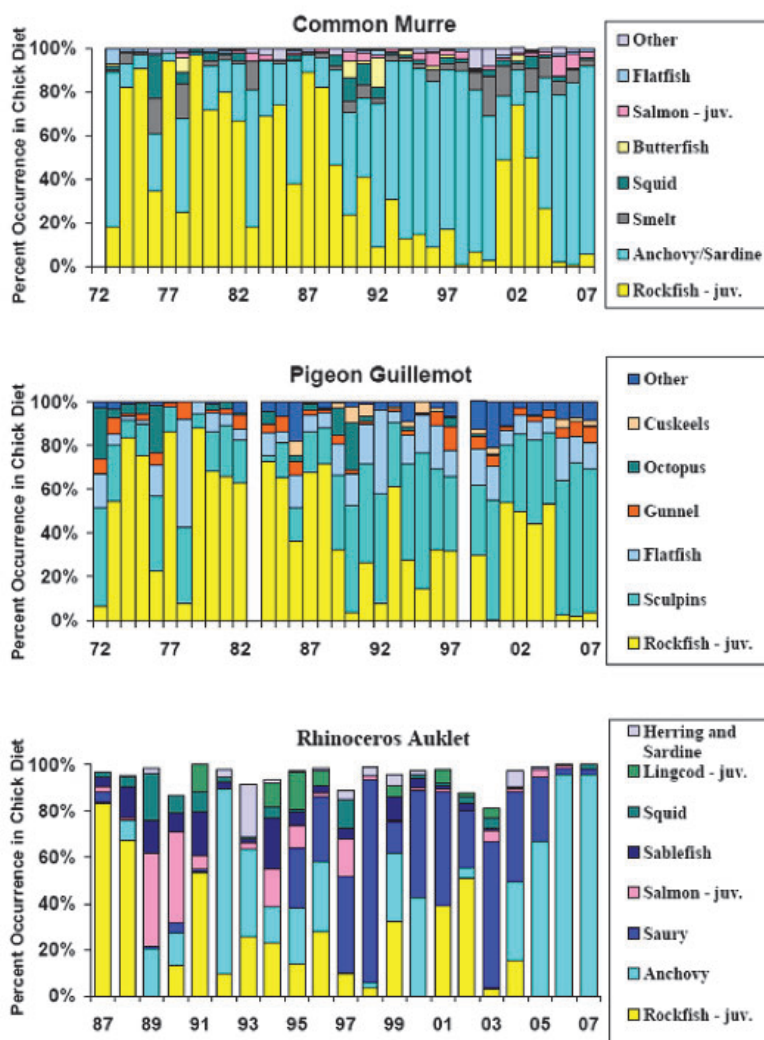 Common Murre
Percent Occurrence in Chick Diet
100%
80%
60%
40%
20%
0%
72 77 82 87 92 97 02 07
Other
Flatfish
Salmon - juv.
Butterfish
Squid
Smelt
Anchovy/Sardine
Rockfish - juv.
Pigeon Guillemot
Percent Occurrence in Chick Diet
100%
80%
60%
40%
20%
0%
72 77 82 87 92 97 02 07
Other
Cuskeels
Octopus
Gunnel
Flatfish
Sculpins
Rockfish - juv.
Rhinoceros Auklet
Percent Occurrence in Chick Diet
100%
80%
60%
40%
20%
0%
87 89 91 93 95 97 99 01 03 05 07
Herring and
Sardine
Lingcod - juv.
Squid
Sablefish
Salmon - juv.
Saury
Anchovy
Rockfish - juv.